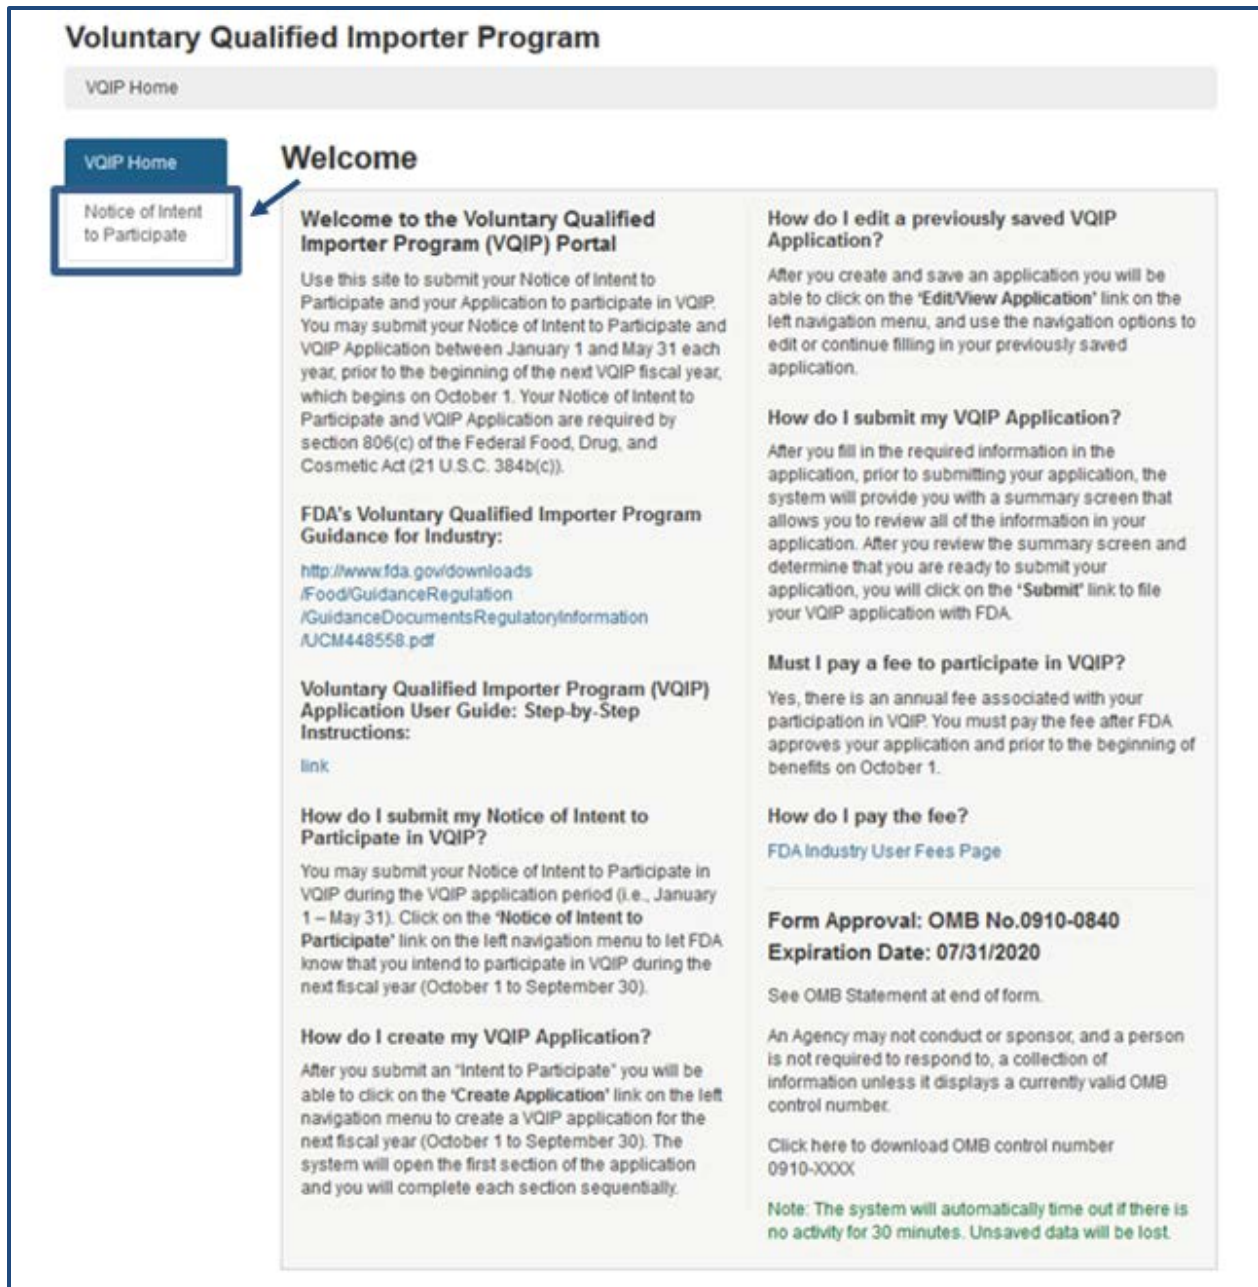 Voluntary Qualified Importer Program
VQIP Home
VQIP Home
Notice of Intent
to Participate
Welcome
Welcome to the Voluntary Qualified
Importer Program (VQIP) Portal
Use this site to submit your Notice of Intent to
Participate and your Application to participate in VQIP.
You may submit your Notice of Intent to Participate and
VQIP Application between January 1 and May 31 each
year, prior to the beginning of the next VQIP fiscal year,
which begins on October 1. Your Notice of Intent to
Participate and VQIP Application are required by
section 806(c) of the Federal Food, Drug, and
Cosmetic Act (21 U.S.C. 384b(c)).
FDA's Voluntary Qualified Importer Program
Guidance for Industry:
http://www.fda.gov/downloads
/Food/GuidanceRegulation
/GuidanceDocumentsRegulatoryInformation
/UCM448558.pdf
Voluntary Qualified Importer Program (VQIP)
Application User Guide: Step-by-Step
Instructions:
link
How do I submit my Notice of Intent to
Participate in VQIP?
You may submit your Notice of Intent to Participate in
VQIP during the VQIP application period (i.e., January
1 – May 31). Click on the 'Notice of Intent to
Participate' link on the left navigation menu to let FDA
know that you intend to participate in VQIP during the
next fiscal year (October 1 to September 30).
How do I create my VQIP Application?
After you submit an "Intent to Participate" you will be
able to click on the 'Create Application' link on the left
navigation menu to create a VQIP application for the
next fiscal year (October 1 to September 30). The
system will open the first section of the application
and you will complete each section sequentially.
How do I edit a previously saved VQIP
Application?
After you create and save an application you will be
able to click on the 'Edit/View Application' link on the
left navigation menu, and use the navigation options to
edit or continue filling in your previously saved
application.
How do I submit my VQIP Application?
After you fill in the required information in the
application, prior to submitting your application, the
system will provide you with a summary screen that
allows you to review all of the information in your
application. After you review the summary screen and
determine that you are ready to submit your
application, you will click on the 'Submit' link to file
your VQIP application with FDA.
Must I pay a fee to participate in VQIP?
Yes, there is an annual fee associated with your
participation in VQIP. You must pay the fee after FDA
approves your application and prior to the beginning of
benefits on October 1.
How do I pay the fee?
FDA Industry User Fees Page
Form Approval: OMB No.0910-0840
Expiration Date: 07/31/2020
See OMB Statement at end of form.
An Agency may not conduct or sponsor, and a person
is not required to respond to, a collection of
information unless it displays a currently valid OMB
control number.
Click here to download OMB control number
0910-XXXX
Note: The system will automatically time out if there is
no activity for 30 minutes. Unsaved data will be lost.